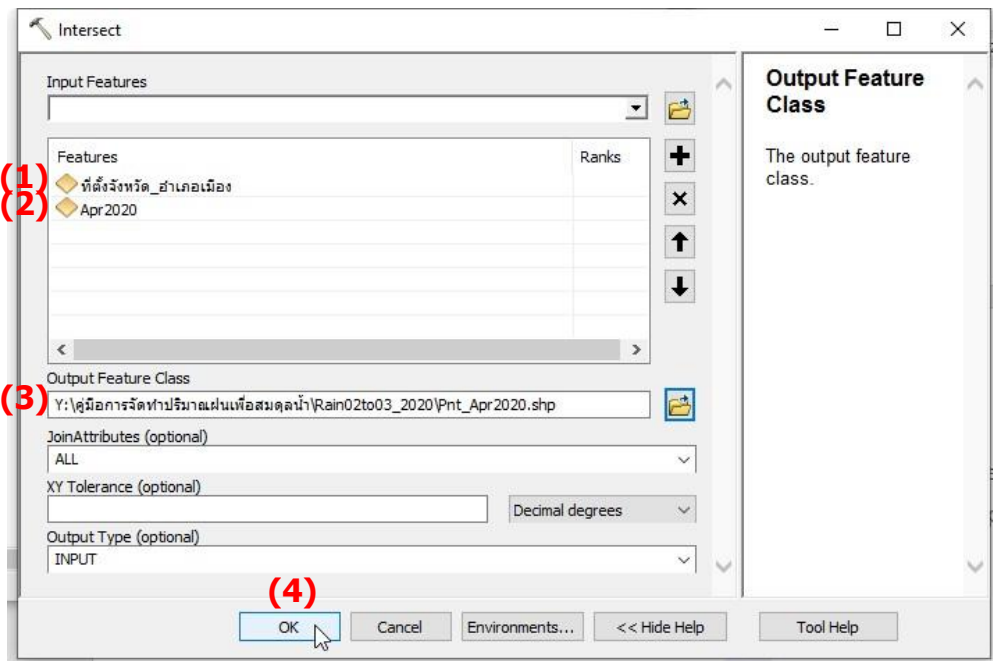 Intersect
Input Features
Features Ranks
(1) ที่ตั้งจังหวัด_อำเภอเมือง
(2) Apr2020
Output Feature Class
(3) Y:\คู่มือการจัดทำปริมาณฝนเพื่อสมดุลน้ำ\Rain02to03_2020\Pnt_Apr2020.shp
JoinAttributes (optional)
ALL
XY Tolerance (optional)
Decimal degrees
Output Type (optional)
INPUT
(4)
OK Cancel Environments... << Hide Help Tool Help
Output Feature
Class
The output feature
class.